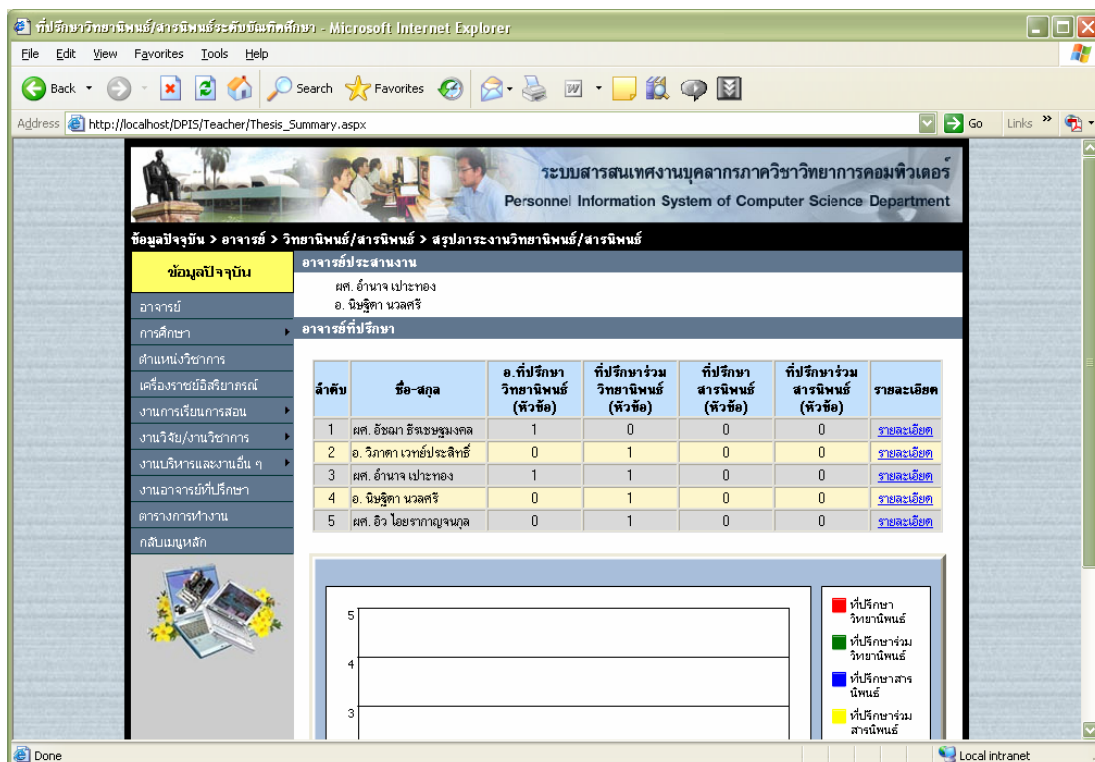 ที่ปรึกษาวิทยานิพนธ์/สารนิพนธ์ระดับบัณฑิตศึกษา - Microsoft Internet Explorer
File Edit View Favorites Tools Help
Back Search Favorites
Address http://localhost/DPIS/Teacher/Thesis_Summary.aspx Go Links
ระบบสารสนเทศงานบุคลากรภาควิชาวิทยาการคอมพิวเตอร์
Personnel Information System of Computer Science Department
ข้อมูลปัจจุบัน > อาจารย์ > วิทยานิพนธ์/สารนิพนธ์ > สรุปภาระงานวิทยานิพนธ์/สารนิพนธ์
ข้อมูลปัจจุบัน
อาจารย์
การศึกษา
ตำแหน่งวิชาการ
เครื่องราชย์อิสริยาภรณ์
งานการเรียนการสอน
งานวิจัย/งานวิชาการ
งานบริหารและงานอื่น ๆ
งานอาจารย์ที่ปรึกษา
ตารางการทำงาน
กลับเมนูหลัก
อาจารย์ประสานงาน
ผศ. อำนาจ เปาะทอง
อ. นิษฐิตา นวลศรี
อาจารย์ที่ปรึกษา
ลำดับ ชื่อ-สกุล อ.ที่ปรึกษาวิทยานิพนธ์ (หัวข้อ) ที่ปรึกษาร่วมวิทยานิพนธ์ (หัวข้อ) ที่ปรึกษาสารนิพนธ์ (หัวข้อ) ที่ปรึกษาร่วมสารนิพนธ์ (หัวข้อ) รายละเอียด
1 ผศ. อัชฌา 1 0 0 0 รายละเอียด
2 อ. วิภาดา เวทย์ประสิทธิ์ 0 1 0 0 รายละเอียด
3 ผศ. อำนาจ เปาะทอง 1 1 0 0 รายละเอียด
4 อ. นิษฐิตา นวลศรี 0 1 0 0 รายละเอียด
5 ผศ. อิว ไอยรากาญจนกุล 0 1 0 0 รายละเอียด
5
4
3
ที่ปรึกษา
วิทยานิพนธ์
ที่ปรึกษาร่วม
วิทยานิพนธ์
ที่ปรึกษาสาร
นิพนธ์
ที่ปรึกษาร่วม
สารนิพนธ์
Done Local intranet